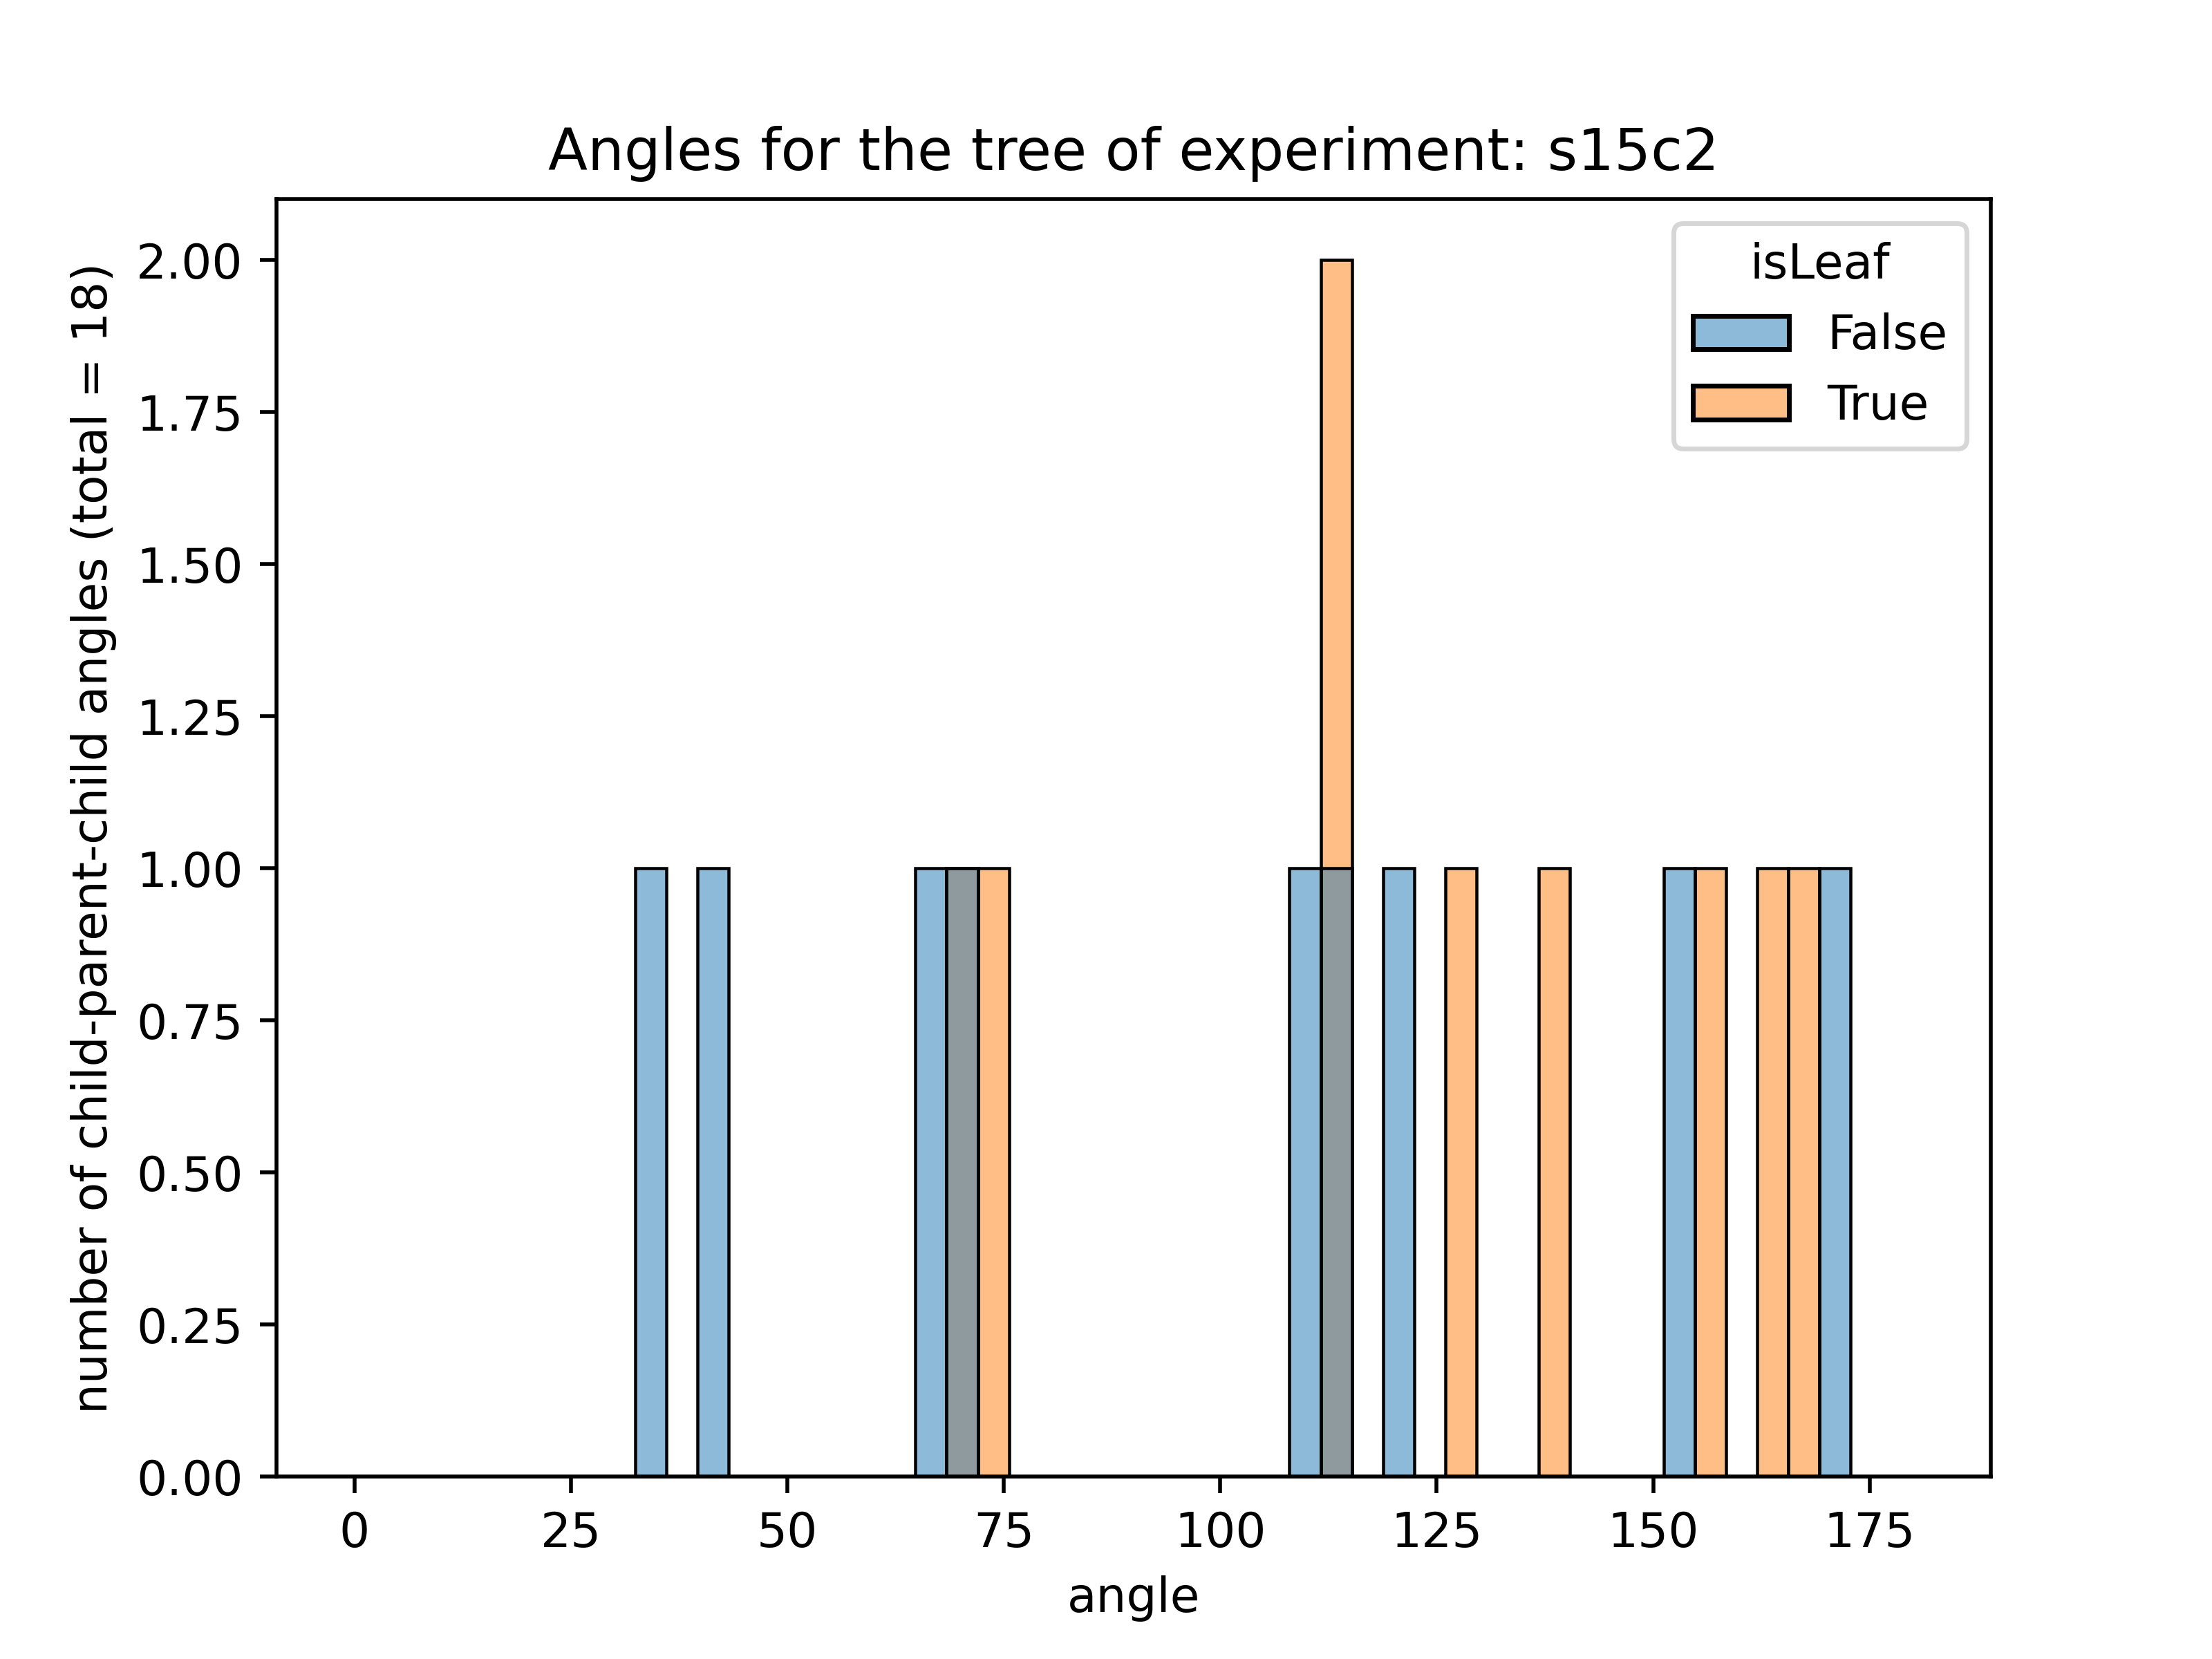 Angles for the tree of experiment: s15c2
number of child-parent-child angles (total = 18)
2.00
1.75
1.50
1.25
1.00
0.75
0.50
0.25
0.00
isLeaf
False
True
0 25 50 75 100 125 150 175
angle